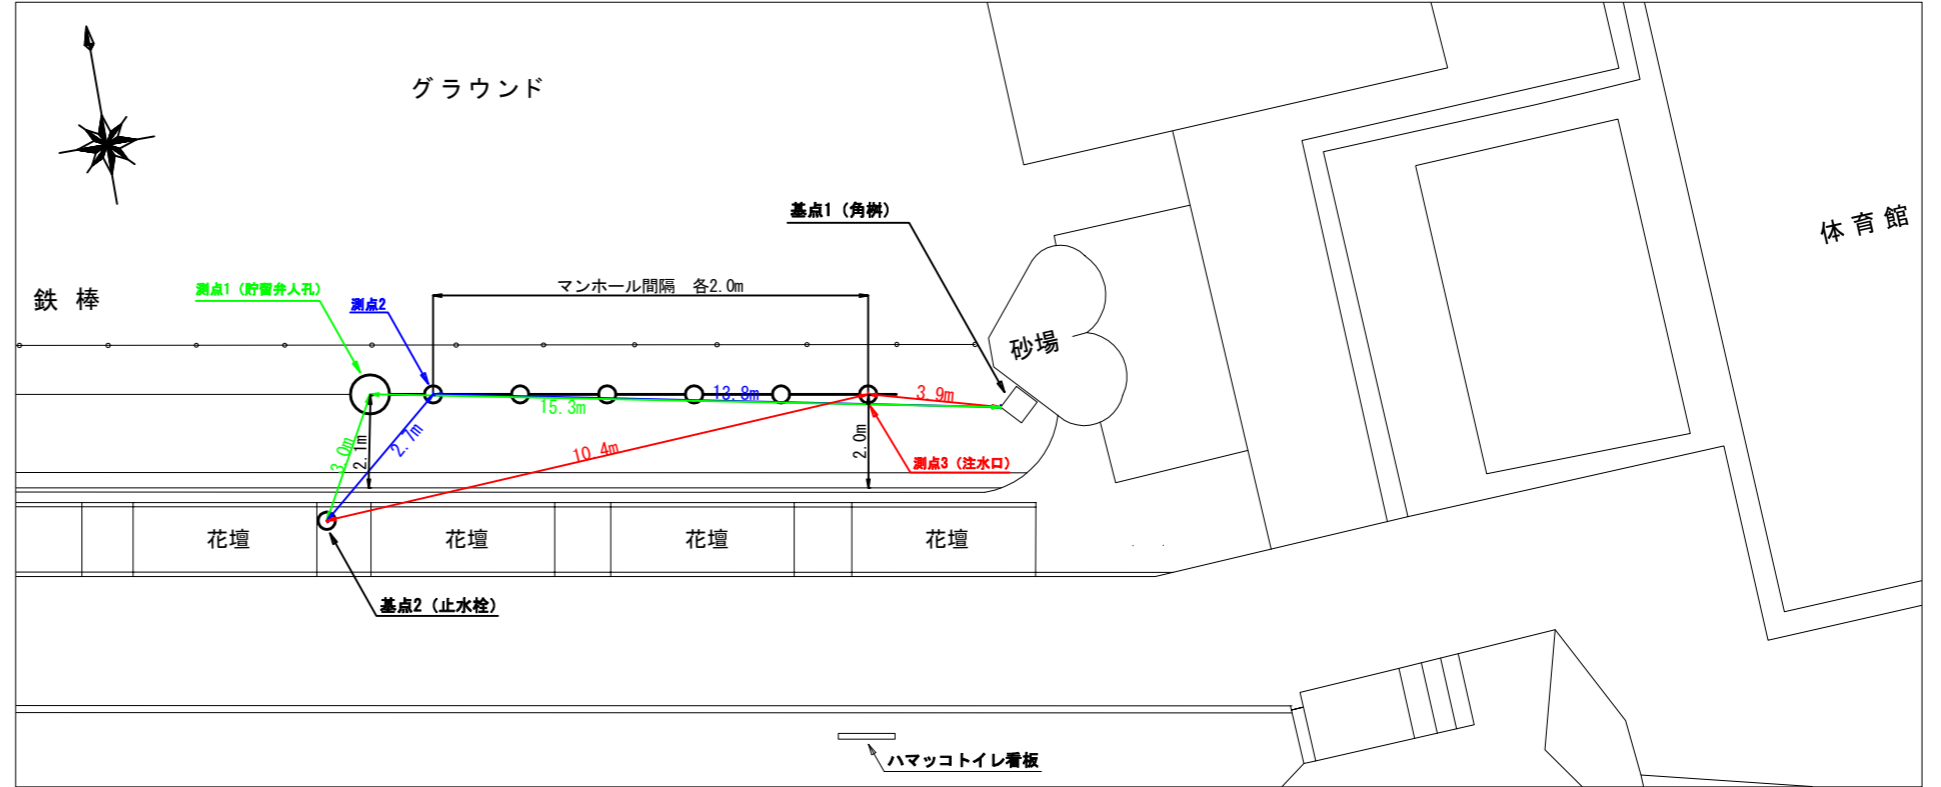 グラウンド
体育館
基点1（角桝）
鉄棒
測点1（貯留弁人孔）
測点2
マンホール間隔 各2.0m
砂場
13.8m
3.9m
15.3m
3.0m
2.1m
2.7m
10.4m
2.0m
測点3（注水口）
花壇
花壇
花壇
花壇
基点2（止水栓）
ハマッコトイレ看板